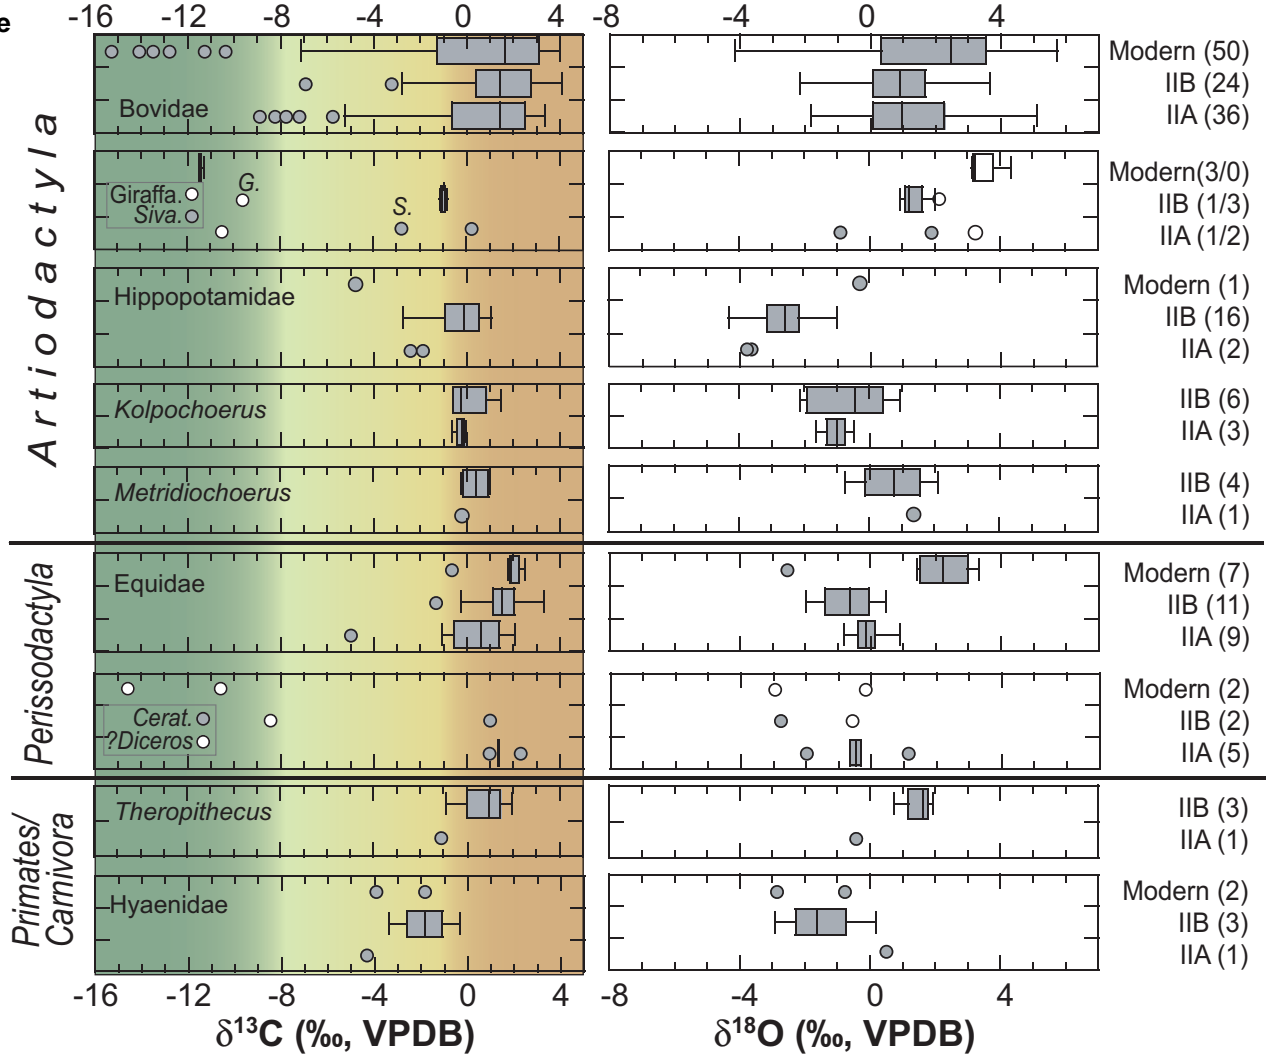 e
-16 -12 -8 -4 0 4 -8 -4 0 4
Artiodactyla
Bovidae
Modern (50)
IIB (24)
IIA (36)
Giraffa.
Siva.
G.
S.
Modern(3/0)
IIB (1/3)
IIA (1/2)
Hippopotamidae
Modern (1)
IIB (16)
IIA (2)
Kolpochoerus
IIB (6)
IIA (3)
Metridiochoerus
IIB (4)
IIA (1)
Perissodactyla
Equidae
Modern (7)
IIB (11)
IIA (9)
Cerat.
?Diceros
Modern (2)
IIB (2)
IIA (5)
Primates/
Carnivora
Theropithecus
IIB (3)
IIA (1)
Hyaenidae
Modern (2)
IIB (3)
IIA (1)
-16 -12 -8 -4 0 4 -8 -4 0 4
δ¹³C (‰, VPDB) δ¹⁸O (‰, VPDB)